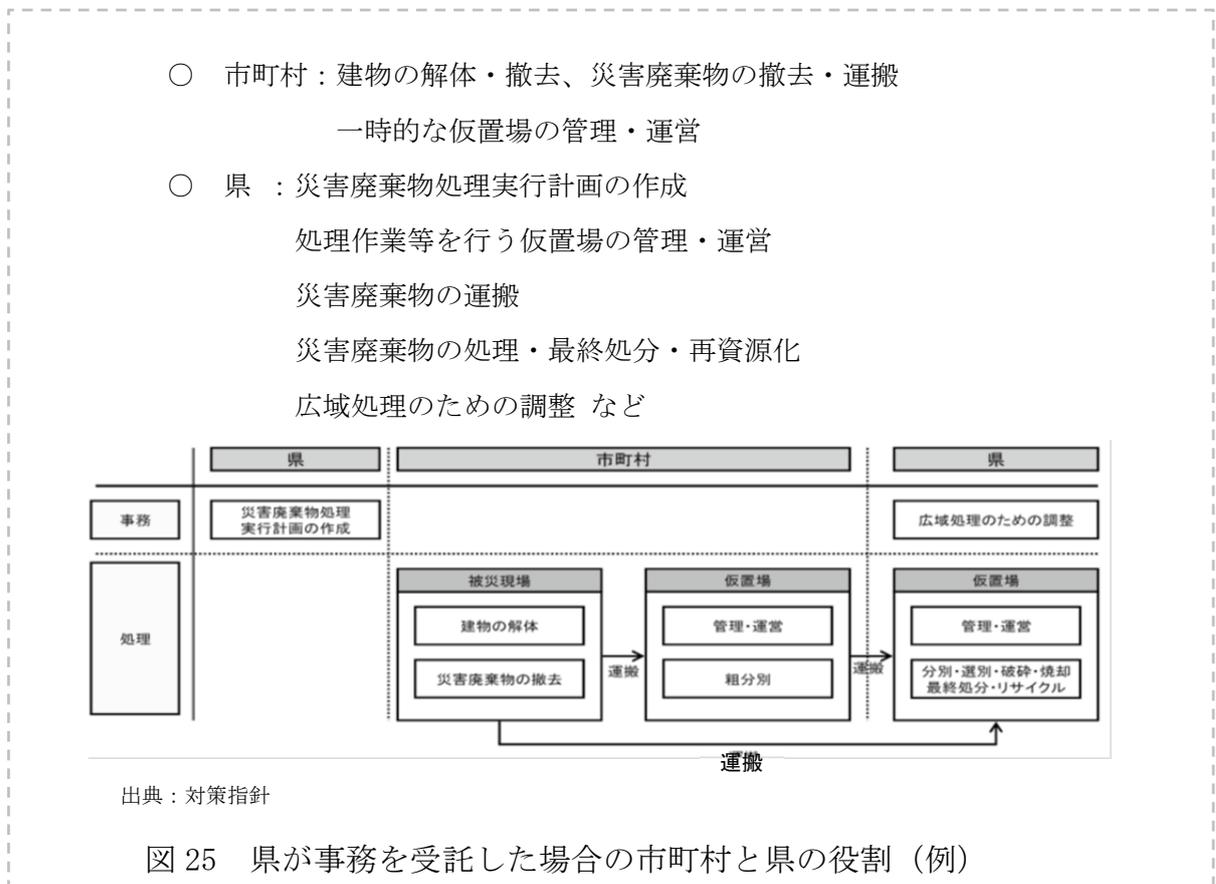 ○ 市町村：建物の解体・撤去、災害廃棄物の撤去・運搬
一時的な仮置場の管理・運営
○ 県 ：災害廃棄物処理実行計画の作成
処理作業等を行う仮置場の管理・運営
災害廃棄物の運搬
災害廃棄物の処理・最終処分・再資源化
広域処理のための調整 など
県
市町村
県
事務
災害廃棄物処理
実行計画の作成
広域処理のための調整
処理
被災現場
建物の解体
災害廃棄物の撤去
運搬
仮置場
管理・運営
粗分別
運搬
仮置場
管理・運営
分別・選別・破砕・焼却
最終処分・リサイクル
運搬
出典：対策指針
図 25 県が事務を受託した場合の市町村と県の役割（例）